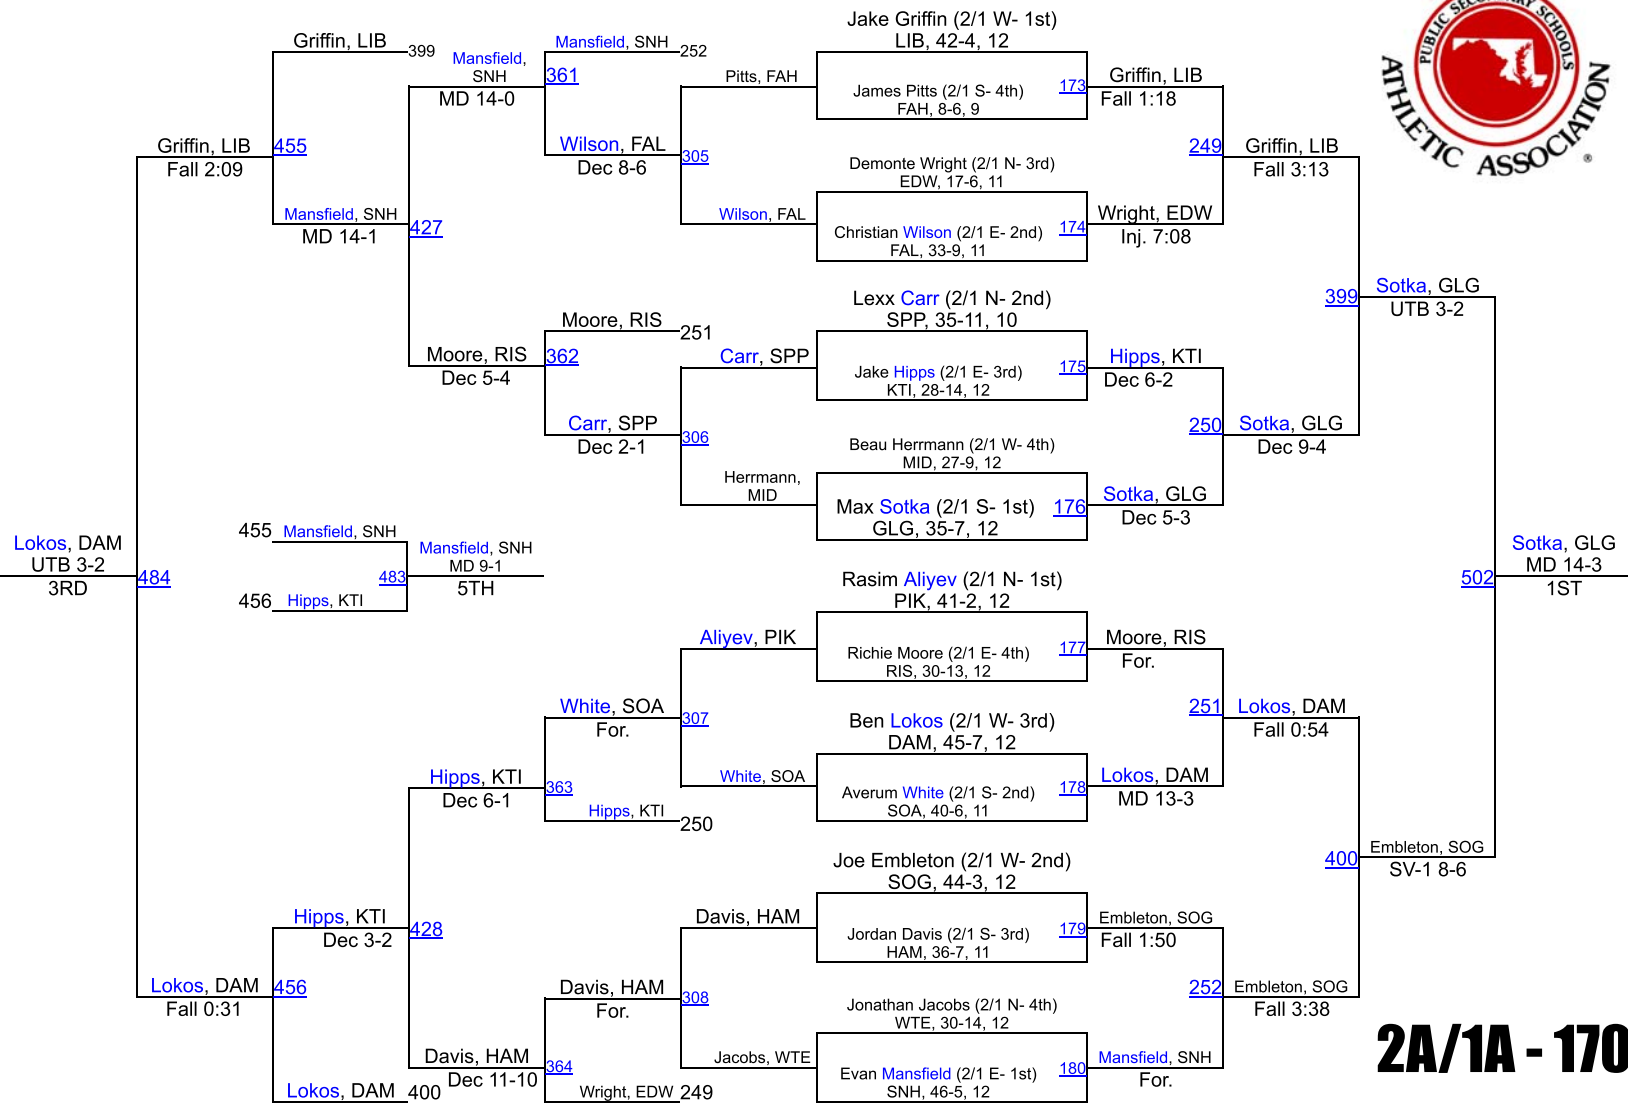 PUBLIC SECONDARY SCHOOLS
ATHLETIC ASSOCIATION
®
Griffin, LIB
399
Mansfield,
SNH
MD 14-0
Mansfield, SNH
252
361
Pitts, FAH
Wilson, FAL
Dec 8-6
305
Wilson, FAL
Griffin, LIB
Fall 2:09
455
Mansfield, SNH
MD 14-1
427
Moore, RIS
251
Moore, RIS
Dec 5-4
362
Carr, SPP
Carr, SPP
Dec 2-1
306
Herrmann,
MID
Lokos, DAM
UTB 3-2
3RD
484
455
Mansfield, SNH
456
Hipps, KTI
483
Mansfield, SNH
MD 9-1
5TH
Aliyev, PIK
White, SOA
For.
307
White, SOA
Hipps, KTI
Dec 6-1
363
Hipps, KTI
250
Hipps, KTI
Dec 3-2
428
Davis, HAM
Davis, HAM
For.
308
Lokos, DAM
Fall 0:31
456
Davis, HAM
Dec 11-10
364
Jacobs, WTE
Wright, EDW
249
Lokos, DAM
400
Jake Griffin (2/1 W- 1st)
LIB, 42-4, 12
James Pitts (2/1 S- 4th)
FAH, 8-6, 9
173
Griffin, LIB
Fall 1:18
Demonte Wright (2/1 N- 3rd)
EDW, 17-6, 11
Christian Wilson (2/1 E- 2nd)
FAL, 33-9, 11
174
Wright, EDW
Inj. 7:08
249
Griffin, LIB
Fall 3:13
Lexx Carr (2/1 N- 2nd)
SPP, 35-11, 10
Jake Hipps (2/1 E- 3rd)
KTI, 28-14, 12
175
Hipps, KTI
Dec 6-2
Beau Herrmann (2/1 W- 4th)
MID, 27-9, 12
Max Sotka (2/1 S- 1st)
GLG, 35-7, 12
176
Sotka, GLG
Dec 5-3
250
Sotka, GLG
Dec 9-4
399
Sotka, GLG
UTB 3-2
Rasim Aliyev (2/1 N- 1st)
PIK, 41-2, 12
Richie Moore (2/1 E- 4th)
RIS, 30-13, 12
177
Moore, RIS
For.
Ben Lokos (2/1 W- 3rd)
DAM, 45-7, 12
Averum White (2/1 S- 2nd)
SOA, 40-6, 11
178
Lokos, DAM
MD 13-3
251
Lokos, DAM
Fall 0:54
Joe Embleton (2/1 W- 2nd)
SOG, 44-3, 12
Jordan Davis (2/1 S- 3rd)
HAM, 36-7, 11
179
Embleton, SOG
Fall 1:50
Jonathan Jacobs (2/1 N- 4th)
WTE, 30-14, 12
Evan Mansfield (2/1 E- 1st)
SNH, 46-5, 12
180
Mansfield, SNH
For.
252
Embleton, SOG
Fall 3:38
400
Embleton, SOG
SV-1 8-6
502
Sotka, GLG
MD 14-3
1ST
2A/1A - 170